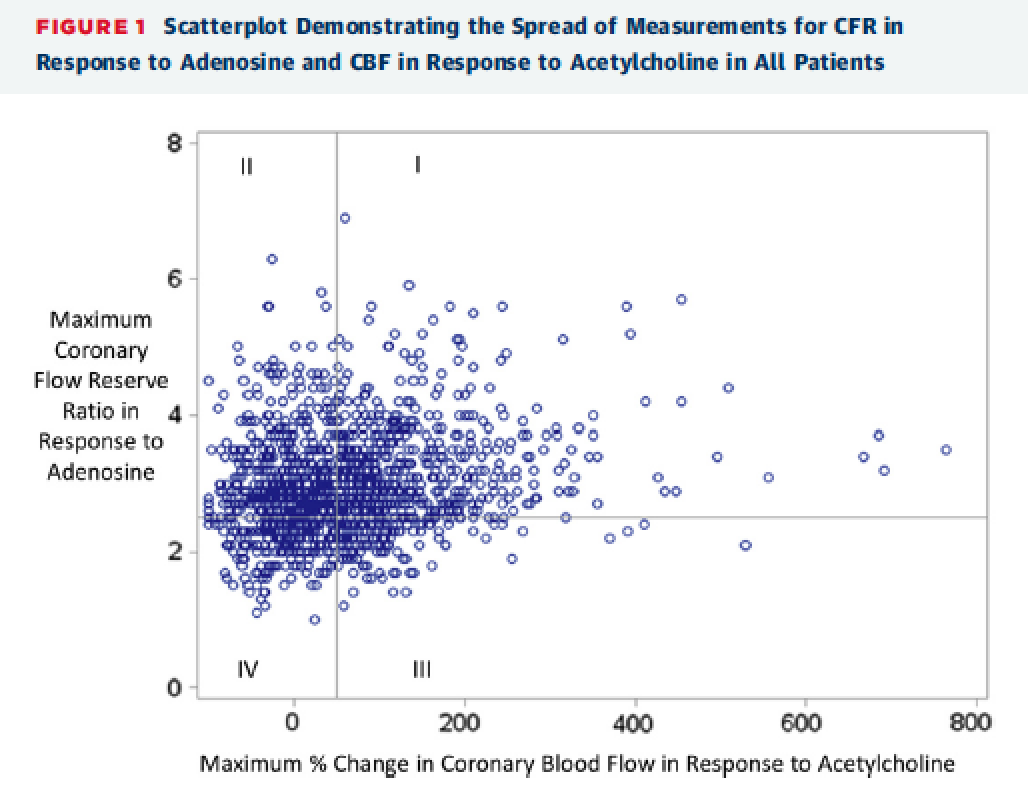 FIGURE 1 Scatterplot Demonstrating the Spread of Measurements for CFR in
Response to Adenosine and CBF in Response to Acetylcholine in All Patients
8
II
I
6
Maximum
Coronary
Flow Reserve
Ratio in
Response to
Adenosine
4
2
IV
III
0
0
200
400
600
800
Maximum % Change in Coronary Blood Flow in Response to Acetylcholine